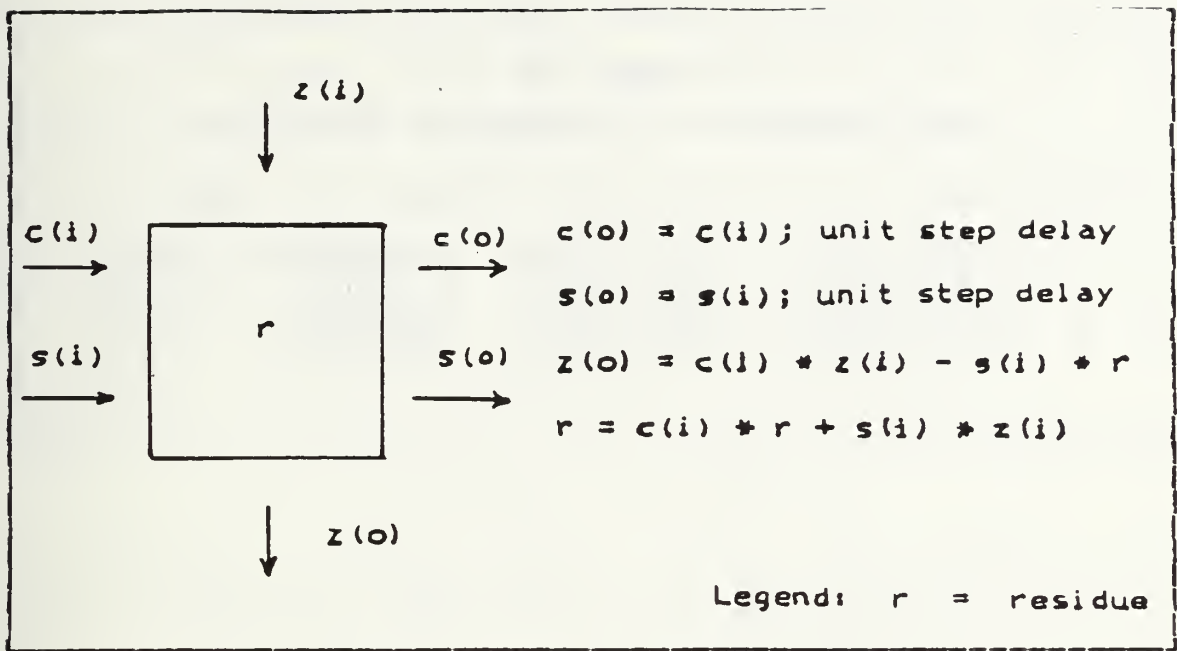 z(i)
c(i)
c(o)
c(o) = c(i); unit step delay
s(o) = s(i); unit step delay
r
s(i)
s(o)
z(o) = c(i) * z(i) - s(i) * r
r = c(i) * r + s(i) * z(i)
z(o)
Legend: r = residue